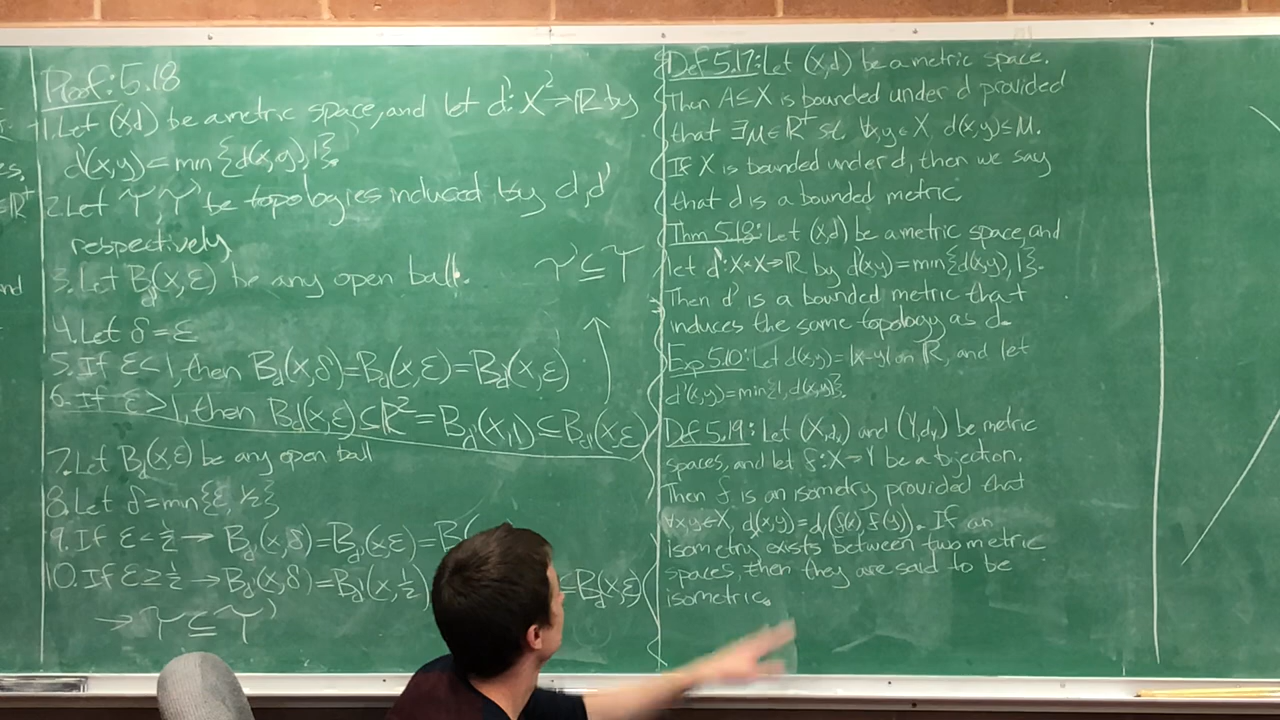 Proof: 5.18
1. Let (X,d) be a metric space, and let d': X² → ℝ by
d'(x,y) = min {d(x,y), 1}.
2. Let 𝒯, 𝒯' be topologies induced by d, d'
respectively
3. Let B_d'(x,ε) be any open ball. 𝒯' ⊆ 𝒯
4. Let δ = ε
5. If ε < 1, then B_d(x,δ) = B_d(x,ε) = B_d'(x,ε)
6. If ε ≥ 1, then B_d(x,ε) ⊆ ℝ² = B_d'(x,1) ⊆ B_d'(x,ε)
7. Let B_d(x,ε) be any open ball
8. Let δ = min {ε, 1/2}
9. If ε < 1/2 → B_d'(x,δ) = B_d'(x,ε) = B(
10. If ε ≥ 1/2 → B_d'(x,δ) = B_d'(x,1/2) ⊆ B_d(x,ε)
→ 𝒯 ⊆ 𝒯'
Def 5.17: Let (X,d) be a metric space.
Then A ⊆ X is bounded under d provided
that ∃M ∈ ℝ⁺ st. ∀x,y ∈ X, d(x,y) ≤ M.
If X is bounded under d, then we say
that d is a bounded metric.
Thm 5.18: Let (X,d) be a metric space, and
let d': X×X → ℝ by d'(x,y) = min {d(x,y), 1}.
Then d' is a bounded metric that
induces the same topology as d.
Exp 5.10: Let d(x,y) = |x-y| on ℝ, and let
d'(x,y) = min {1, d(x,y)}.
Def 5.19: Let (X,dₓ) and (Y,d_y) be metric
spaces, and let f: X → Y be a bijection.
Then f is an isometry provided that
∀x,y ∈ X, dₓ(x,y) = d_y(f(x), f(y)). If an
isometry exists between two metric
spaces, then they are said to be
isometric.